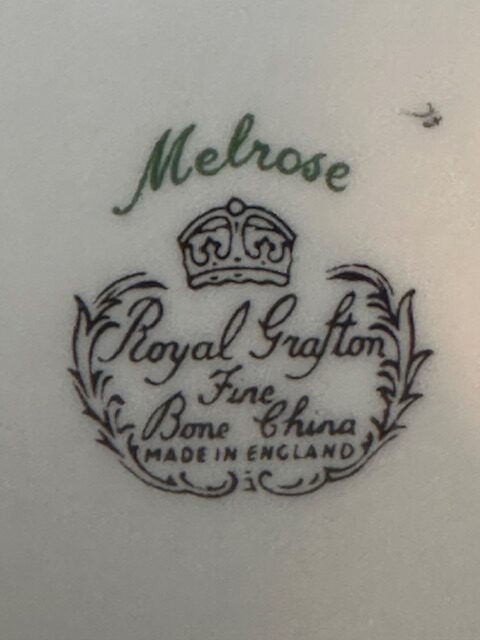 Melrose
Royal Grafton
Fine
Bone China
MADE IN ENGLAND